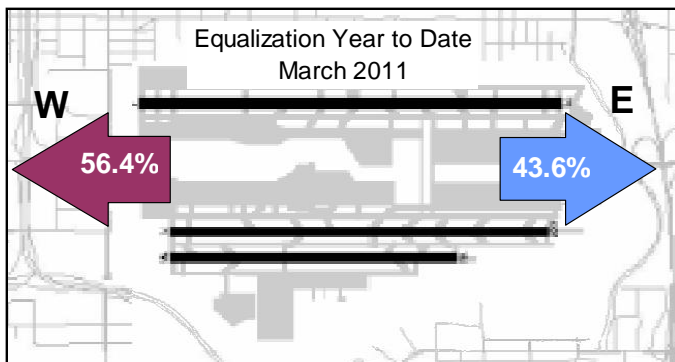 Equalization Year to Date
March 2011
W
E
56.4%
43.6%